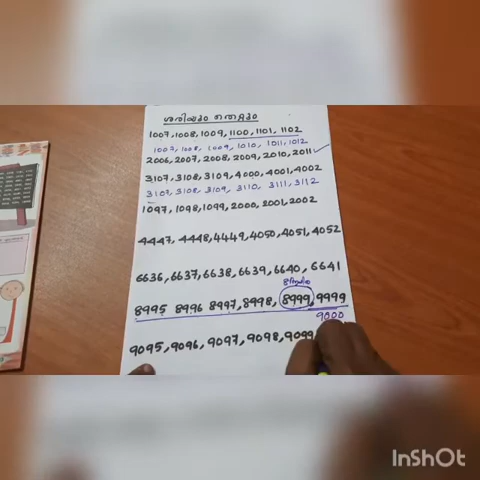 ശരിയും തെറ്റും
1007, 1008, 1009, 1100, 1101, 1102
1007, 1008, 1009, 1010, 1011, 1012
2006, 2007, 2008, 2009, 2010, 2011 ✓
3107, 3108, 3109, 4000, 4001, 4002
3107, 3108, 3109, 3110, 3111, 3112
1097, 1098, 1099, 2000, 2001, 2002
4447, 4448, 4449, 4050, 4051, 4052
6636, 6637, 6638, 6639, 6640, 6641
8995 8996 8997, 8998, 8999, 9999
9000
9095, 9096, 9097, 9098, 9099
InShOt